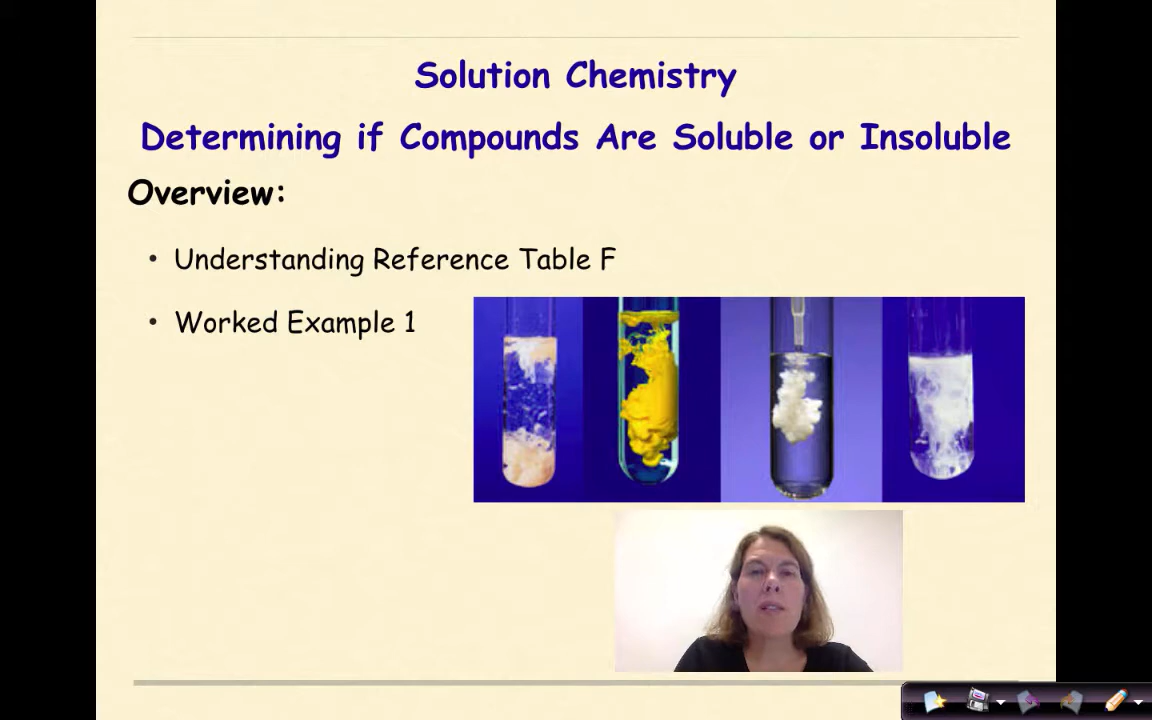 Solution Chemistry
Determining if Compounds Are Soluble or Insoluble
Overview:
• Understanding Reference Table F
• Worked Example 1